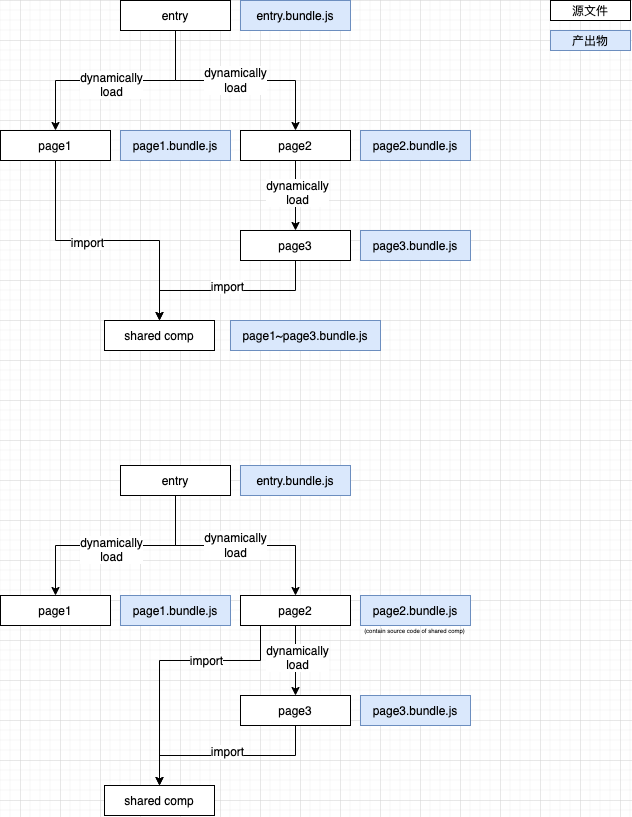 entry
entry.bundle.js
源文件
产出物
dynamically
load
dynamically
load
page1
page1.bundle.js
page2
page2.bundle.js
dynamically
load
import
page3
page3.bundle.js
import
shared comp
page1~page3.bundle.js
entry
entry.bundle.js
dynamically
load
dynamically
load
page1
page1.bundle.js
page2
page2.bundle.js
(contain source code of shared comp)
import
dynamically
load
page3
page3.bundle.js
import
shared comp